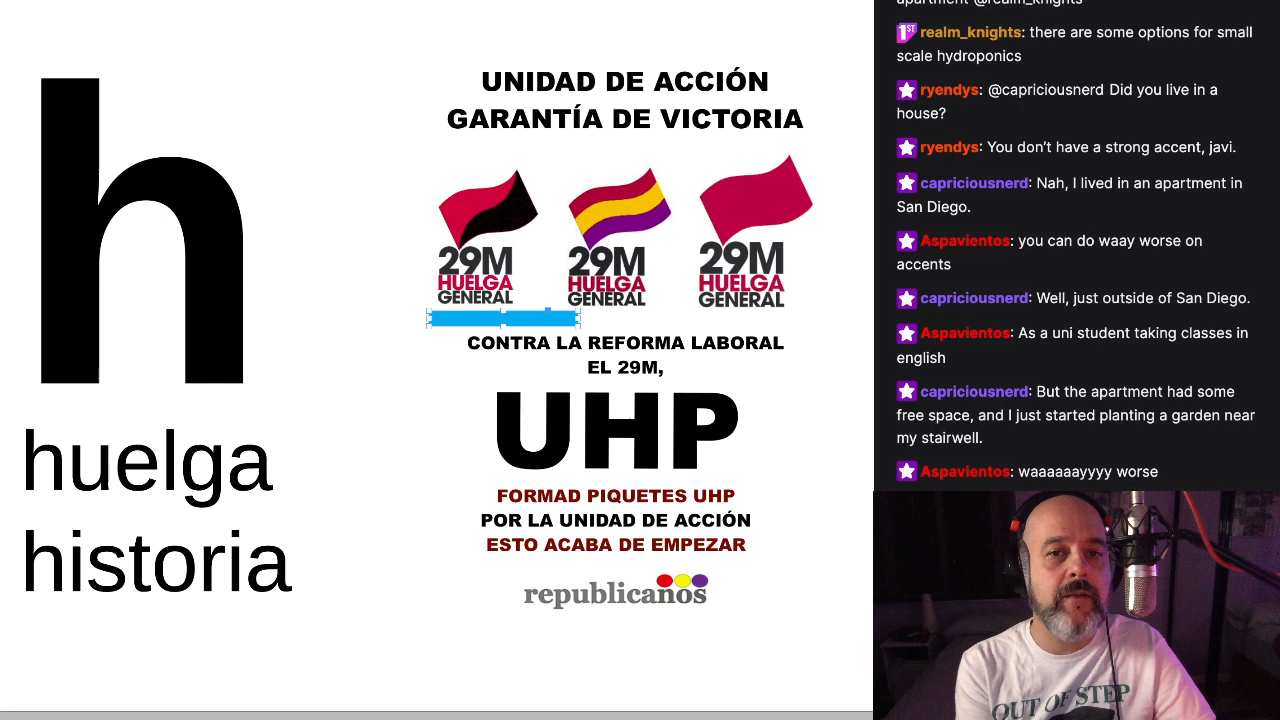 h
huelga
historia
UNIDAD DE ACCIÓN
GARANTÍA DE VICTORIA
29M
HUELGA
GENERAL
29M
HUELGA
GENERAL
29M
HUELGA
GENERAL
CONTRA LA REFORMA LABORAL
EL 29M,
UHP
FORMAD PIQUETES UHP
POR LA UNIDAD DE ACCIÓN
ESTO ACABA DE EMPEZAR
republicanos
apartment @realm_knights
1ST realm_knights: there are some options for small
scale hydroponics
ryendys: @capriciousnerd Did you live in a
house?
ryendys: You don’t have a strong accent, javi.
capriciousnerd: Nah, I lived in an apartment in
San Diego.
Aspavientos: you can do waay worse on
accents
capriciousnerd: Well, just outside of San Diego.
Aspavientos: As a uni student taking classes in
english
capriciousnerd: But the apartment had some
free space, and I just started planting a garden near
my stairwell.
Aspavientos: waaaaaayyyy worse
OUT OF STEP